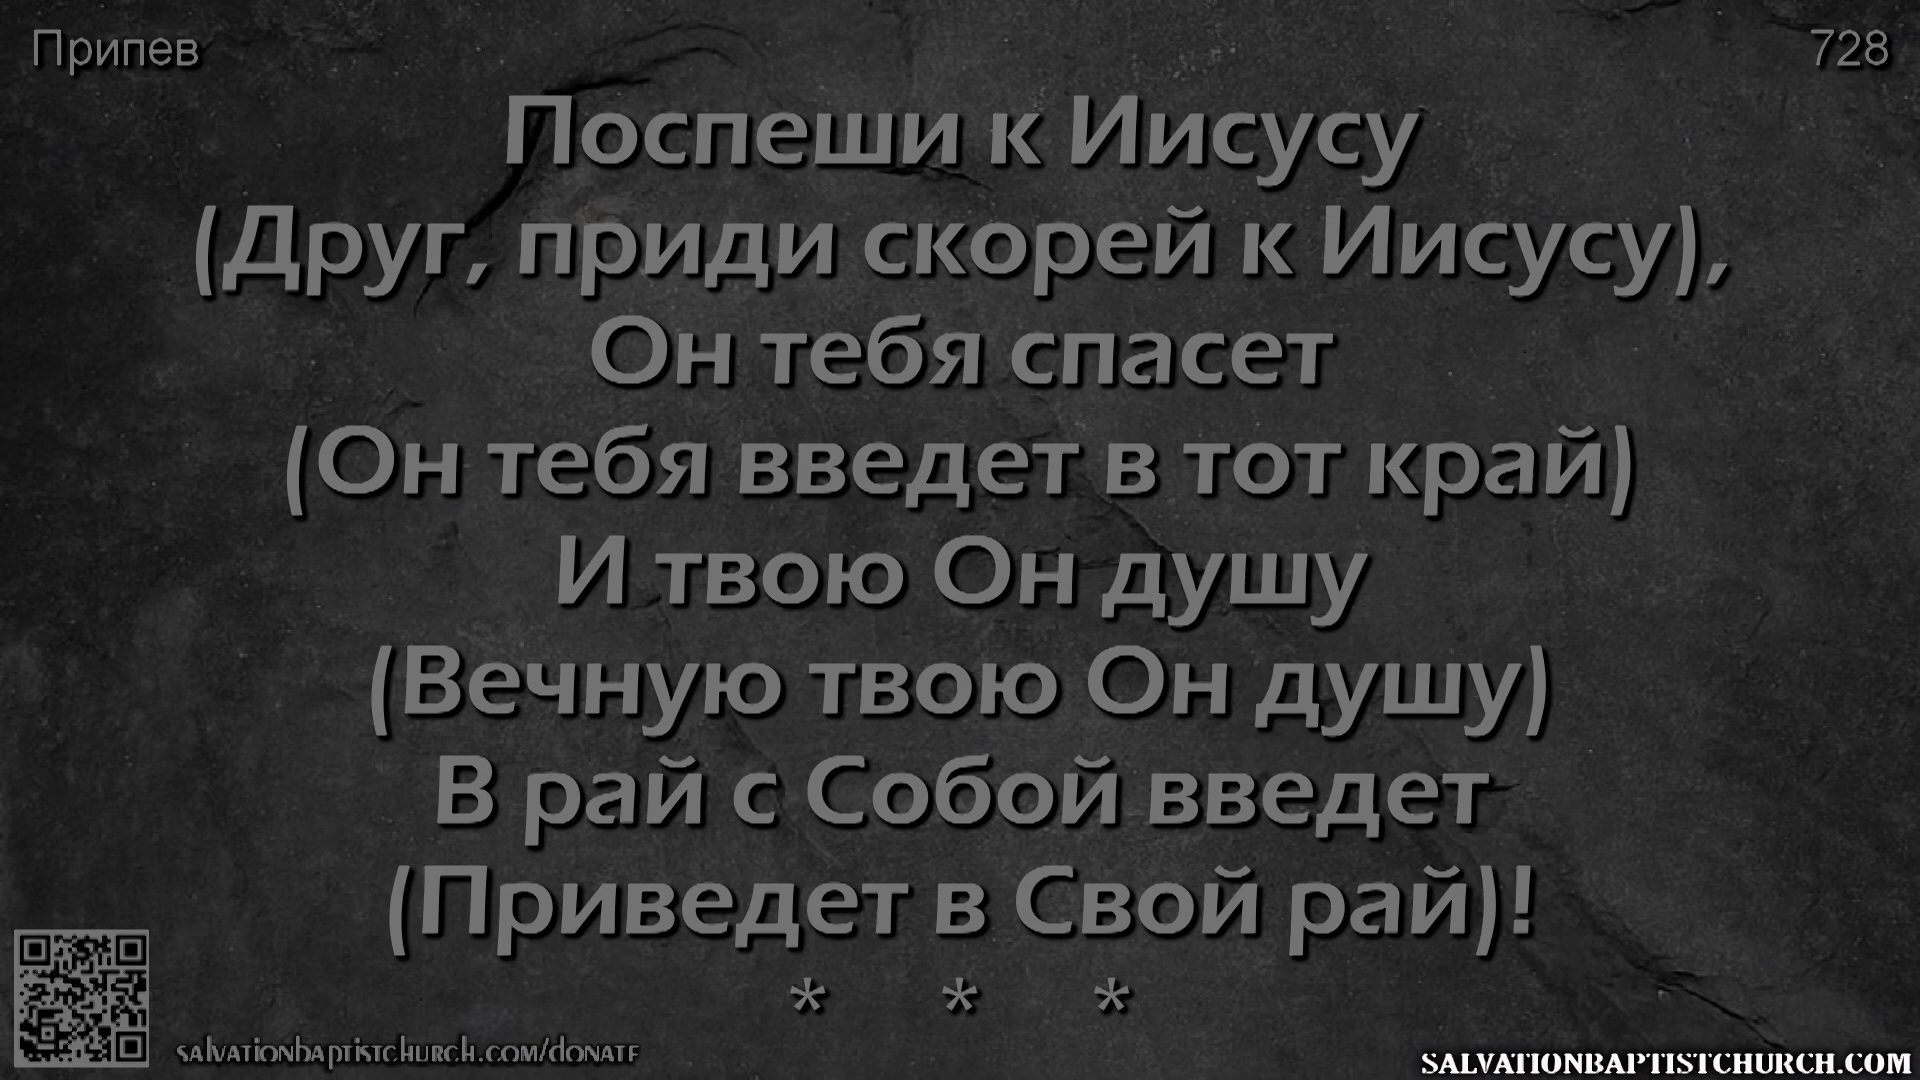 Припев
728
Поспеши к Иисусу
(Друг, приди скорей к Иисусу),
Он тебя спасет
(Он тебя введет в тот край)
И твою Он душу
(Вечную твою Он душу)
В рай с Собой введет
(Приведет в Свой рай)!
* * *
salvationbaptistchurch.com/donate
SALVATIONBAPTISTCHURCH.COM